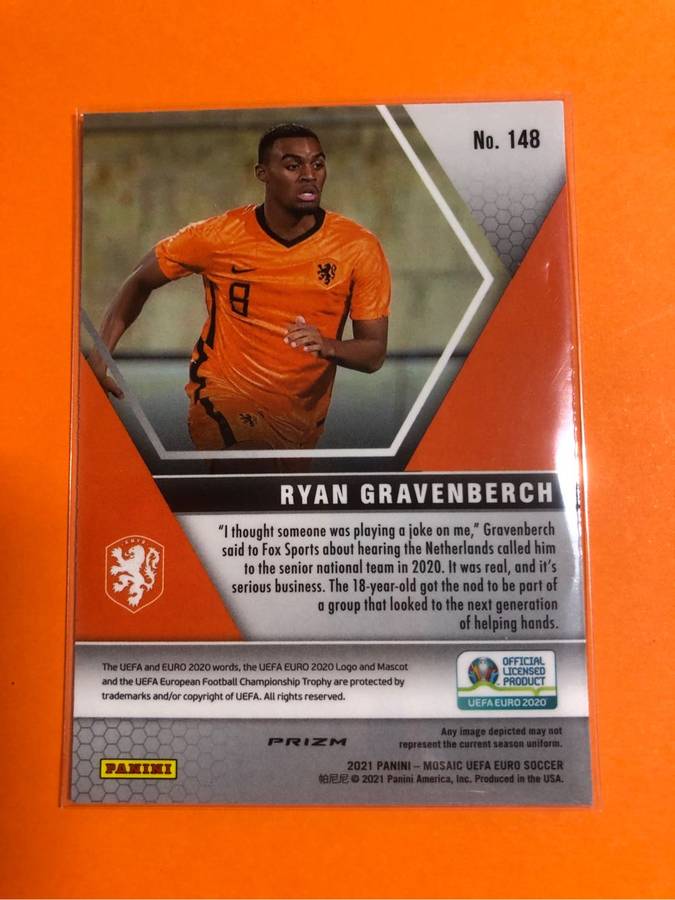 No. 148
8
RYAN GRAVENBERCH
“I thought someone was playing a joke on me,” Gravenberch
said to Fox Sports about hearing the Netherlands called him
to the senior national team in 2020. It was real, and it’s
serious business. The 18-year-old got the nod to be part of
a group that looked to the next generation
of helping hands.
KNVB
The UEFA and EURO 2020 words, the UEFA EURO 2020 Logo and Mascot
and the UEFA European Football Championship Trophy are protected by
trademarks and/or copyright of UEFA. All rights reserved.
OFFICIAL
LICENSED
PRODUCT
UEFA EURO 2020
Any image depicted may not
represent the current season uniform.
PRIZM
PANINI
2021 PANINI – MOSAIC UEFA EURO SOCCER
帕尼尼 © 2021 Panini America, Inc. Produced in the USA.